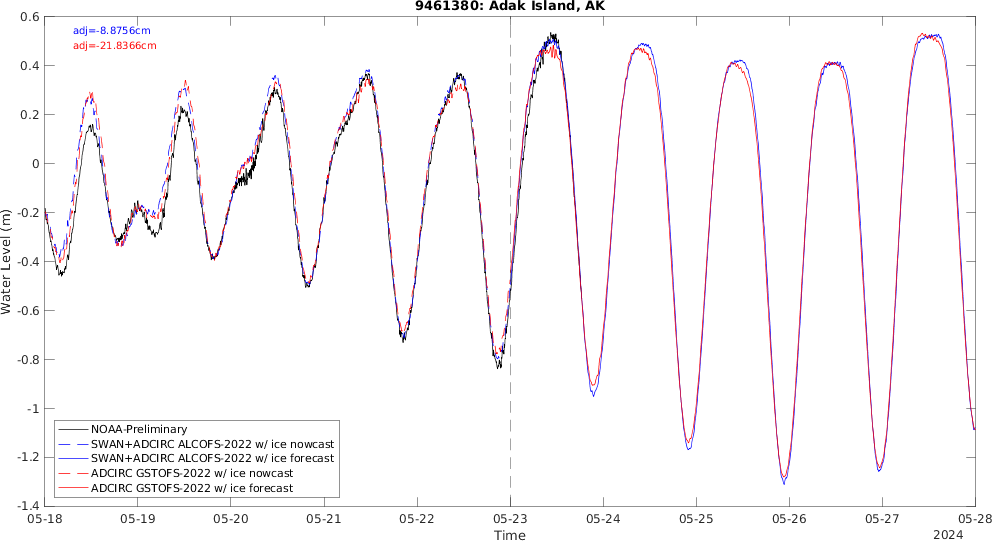 9461380: Adak Island, AK
adj=-8.8756cm
adj=-21.8366cm
Water Level (m)
0.6
0.4
0.2
0
-0.2
-0.4
-0.6
-0.8
-1
-1.2
-1.4
NOAA-Preliminary
SWAN+ADCIRC ALCOFS-2022 w/ ice nowcast
SWAN+ADCIRC ALCOFS-2022 w/ ice forecast
ADCIRC GSTOFS-2022 w/ ice nowcast
ADCIRC GSTOFS-2022 w/ ice forecast
05-18 05-19 05-20 05-21 05-22 05-23 05-24 05-25 05-26 05-27 05-28
Time
2024